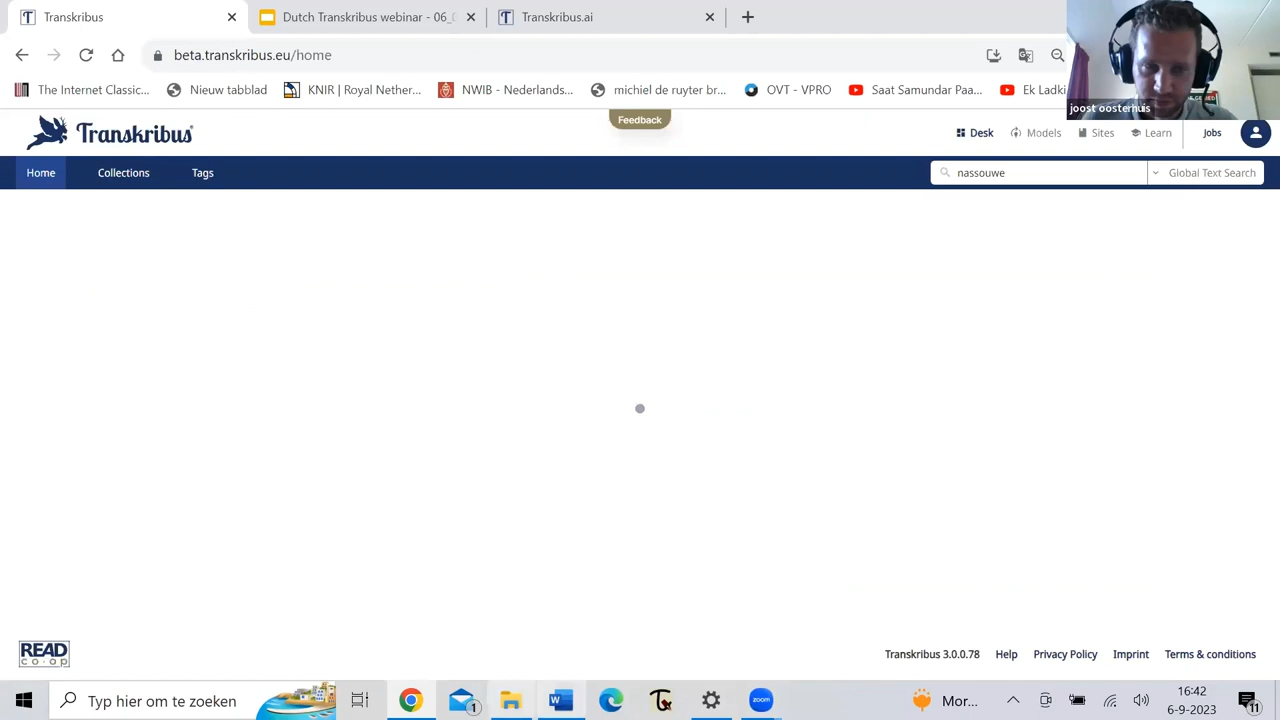 Transkribus
Dutch Transkribus webinar - 06_
Transkribus.ai
beta.transkribus.eu/home
The Internet Classic...
Nieuw tabblad
KNIR | Royal Nether...
NWIB - Nederlands...
michiel de ruyter br...
OVT - VPRO
Saat Samundar Paa...
Ek Ladki
joost oosterhuis
Transkribus
Feedback
Desk
Models
Sites
Learn
Jobs
Home
Collections
Tags
nassouwe
Global Text Search
READ
co·op
Transkribus 3.0.0.78
Help
Privacy Policy
Imprint
Terms & conditions
Typ hier om te zoeken
1
Mor...
16:42
6-9-2023
11